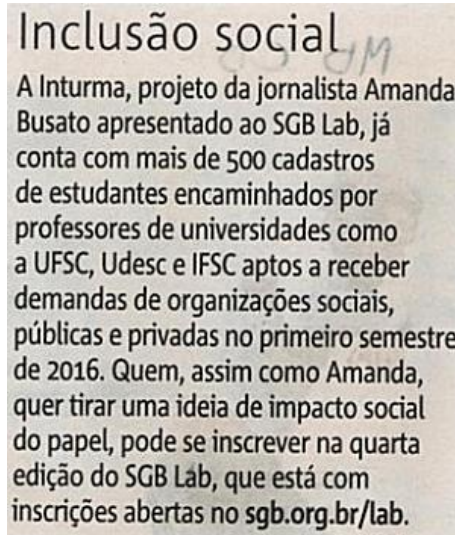 Inclusão social
A Inturma, projeto da jornalista Amanda
Busato apresentado ao SGB Lab, já
conta com mais de 500 cadastros
de estudantes encaminhados por
professores de universidades como
a UFSC, Udesc e IFSC aptos a receber
demandas de organizações sociais,
públicas e privadas no primeiro semestre
de 2016. Quem, assim como Amanda,
quer tirar uma ideia de impacto social
do papel, pode se inscrever na quarta
edição do SGB Lab, que está com
inscrições abertas no sgb.org.br/lab.